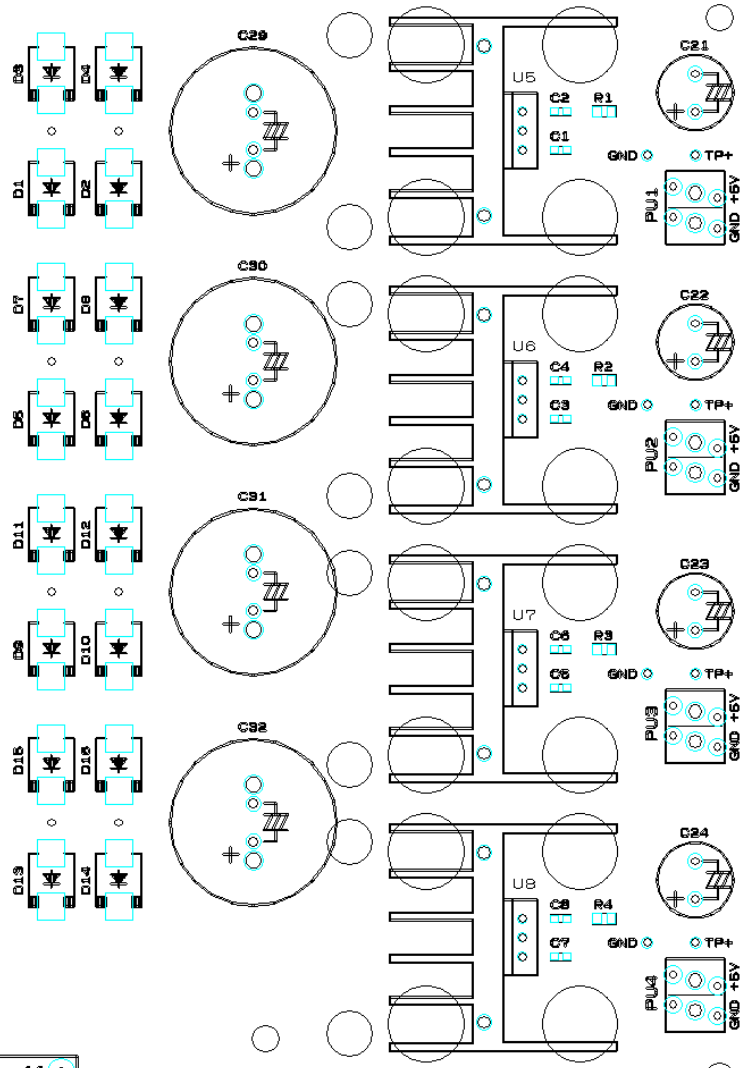 C29
C21
D3
D4
U5
C2
R1
C1
GND
TP+
D1
D2
PU1
+5V
GND
C30
C22
D7
D8
U6
C4
R2
C3
GND
TP+
D5
D6
PU2
+5V
GND
C31
C23
D11
D12
U7
C6
R3
C5
GND
TP+
D9
D10
PU3
+5V
GND
C32
C24
D15
D16
U8
C8
R4
C7
GND
TP+
D13
D14
PU4
+5V
GND